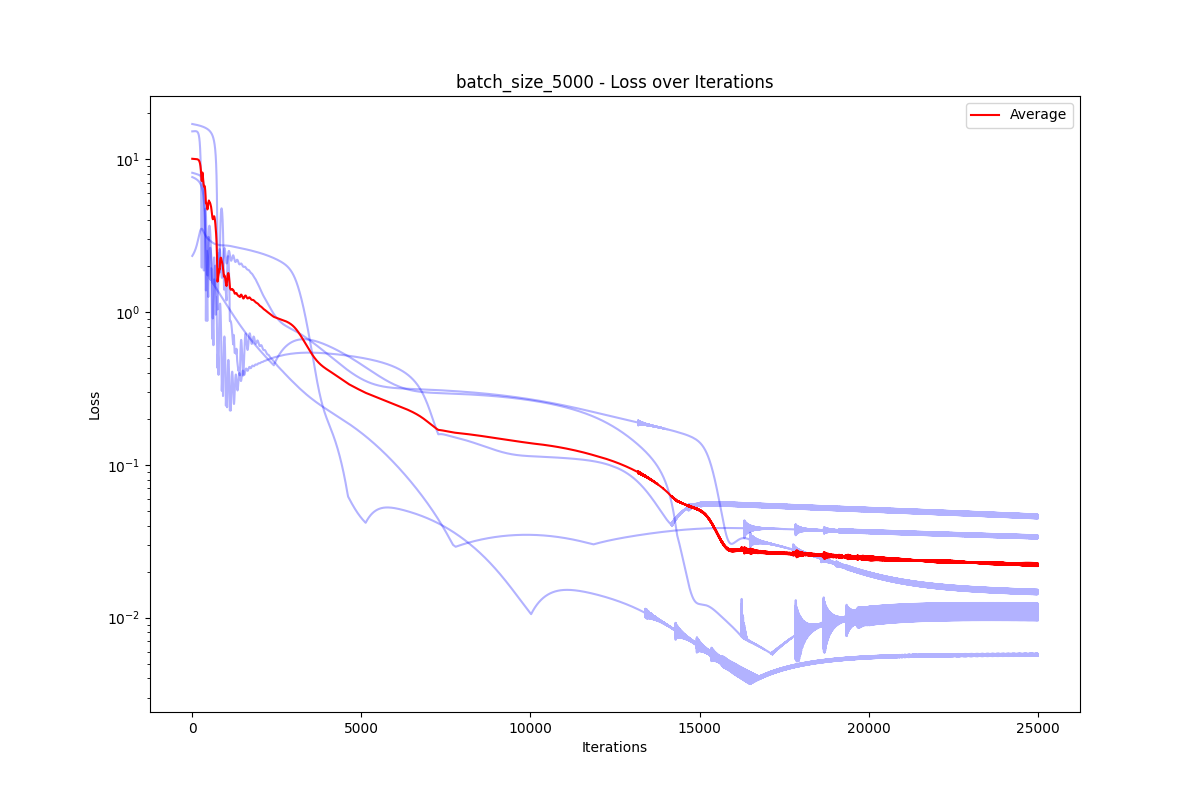 batch_size_5000 - Loss over Iterations
Average
10¹
10⁰
10⁻¹
10⁻²
Loss
0 5000 10000 15000 20000 25000
Iterations